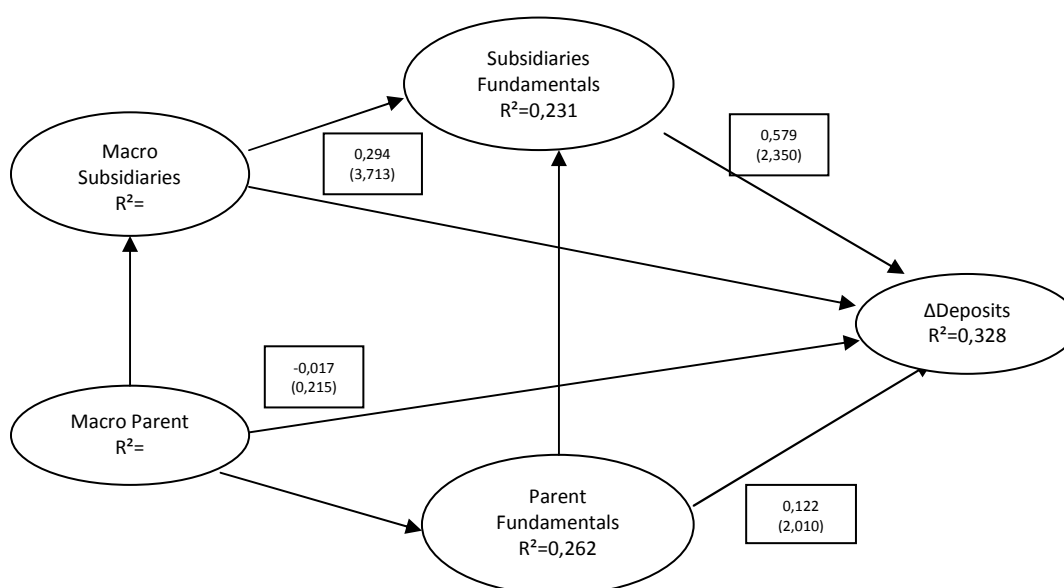 Subsidiaries
Fundamentals
R²=0,231
0,579
(2,350)
0,294
(3,713)
Macro
Subsidiaries
R²=
ΔDeposits
R²=0,328
-0,017
(0,215)
Macro Parent
R²=
Parent
Fundamentals
R²=0,262
0,122
(2,010)